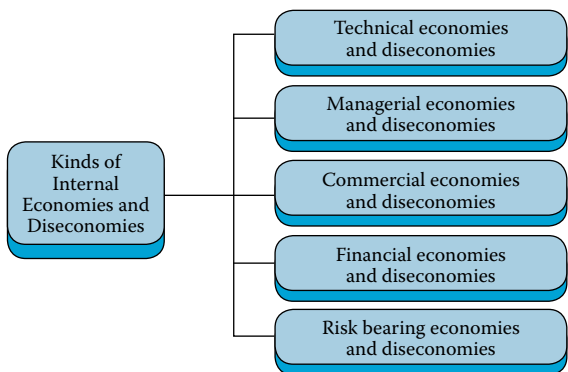 Kinds of
Internal
Economies and
Diseconomies
Technical economies
and diseconomies
Managerial economies
and diseconomies
Commercial economies
and diseconomies
Financial economies
and diseconomies
Risk bearing economies
and diseconomies